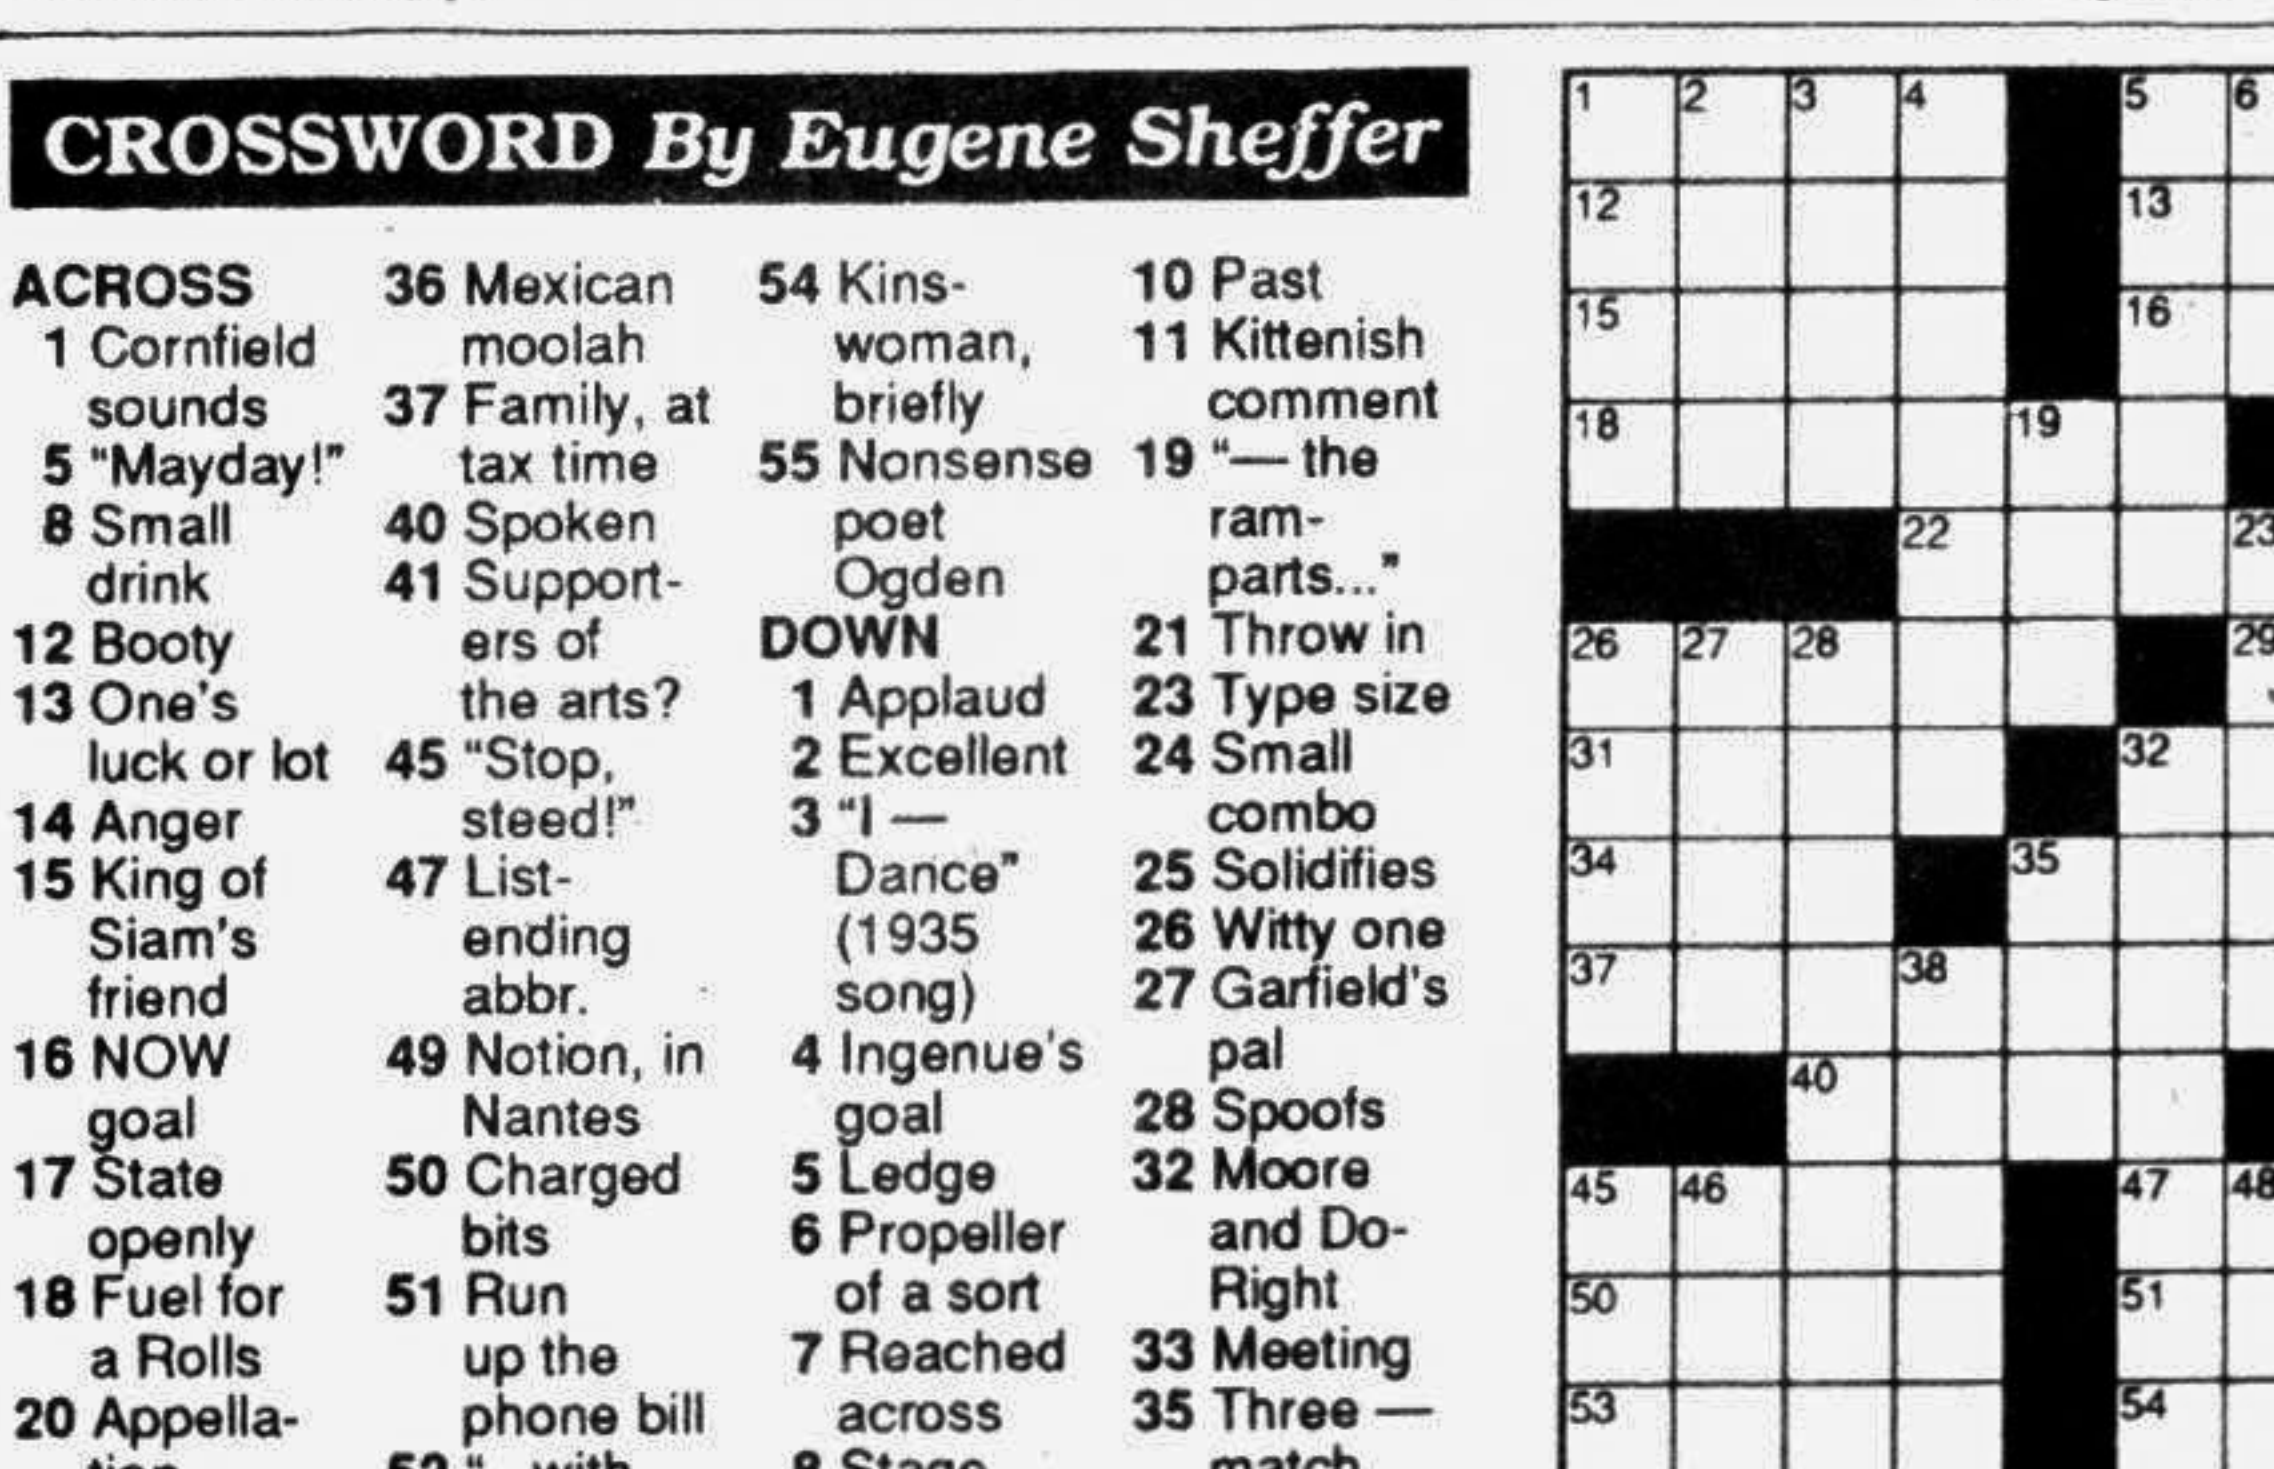 CROSSWORD By Eugene Sheffer
ACROSS
1 Cornfield
sounds
5 “Mayday!”
8 Small
drink
12 Booty
13 One's
luck or lot
14 Anger
15 King of
Siam's
friend
16 NOW
goal
17 State
openly
18 Fuel for
a Rolls
20 Appella-
tion
36 Mexican
moolah
37 Family, at
tax time
40 Spoken
41 Support-
ers of
the arts?
45 “Stop,
steed!”
47 List-
ending
abbr.
49 Notion, in
Nantes
50 Charged
bits
51 Run
up the
phone bill
52 “...with
54 Kins-
woman,
briefly
55 Nonsense
poet
Ogden
DOWN
1 Applaud
2 Excellent
3 “I —
Dance”
(1935
song)
4 Ingenue's
goal
5 Ledge
6 Propeller
of a sort
7 Reached
across
8 Stage
10 Past
11 Kittenish
comment
19 “— the
ram-
parts...”
21 Throw in
23 Type size
24 Small
combo
25 Solidifies
26 Witty one
27 Garfield's
pal
28 Spoofs
32 Moore
and Do-
Right
33 Meeting
35 Three —
match
1 2 3 4 5 6
12 13
15 16
18 19
22 23
26 27 28 29
31 32
34 35
37 38
40
45 46 47 48
50 51
53 54